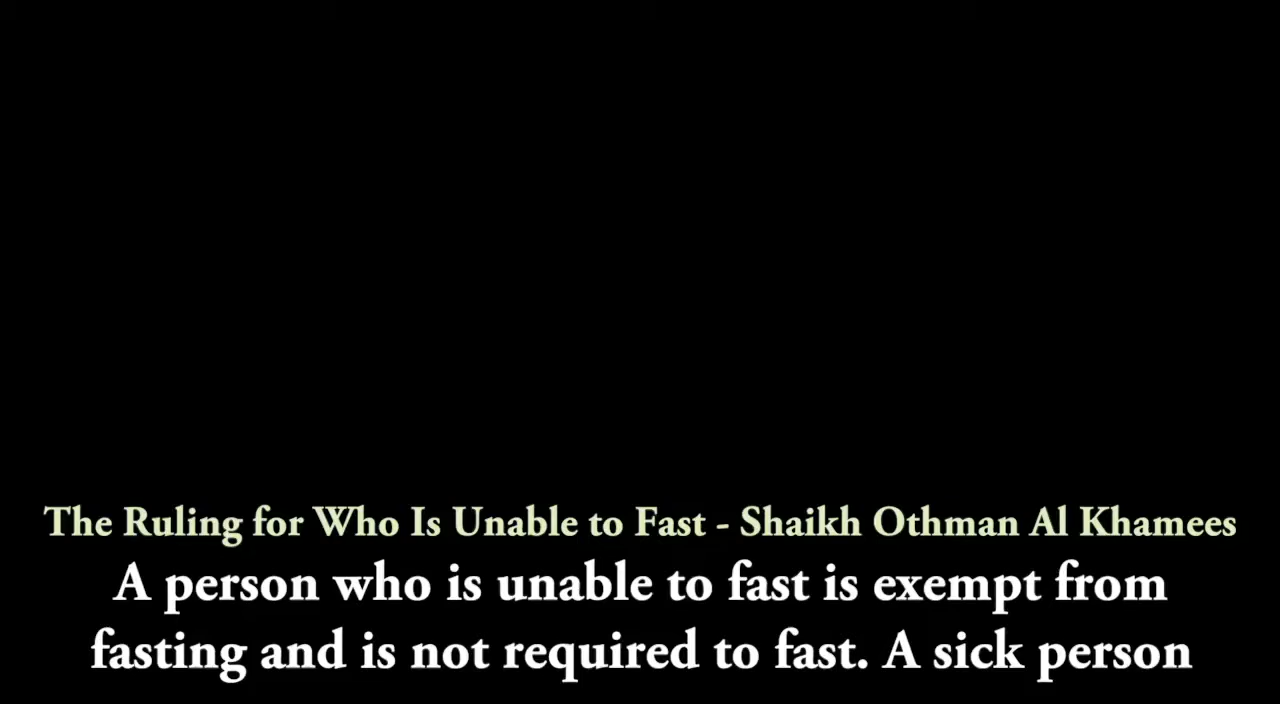 The Ruling for Who Is Unable to Fast - Shaikh Othman Al Khamees
A person who is unable to fast is exempt from
fasting and is not required to fast. A sick person